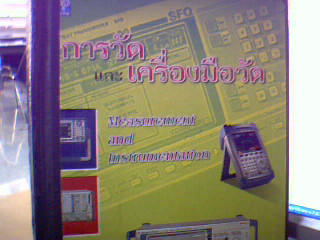 SFO
การวัด
และ เครื่องมือวัด
Measurement
and
Instrumentation